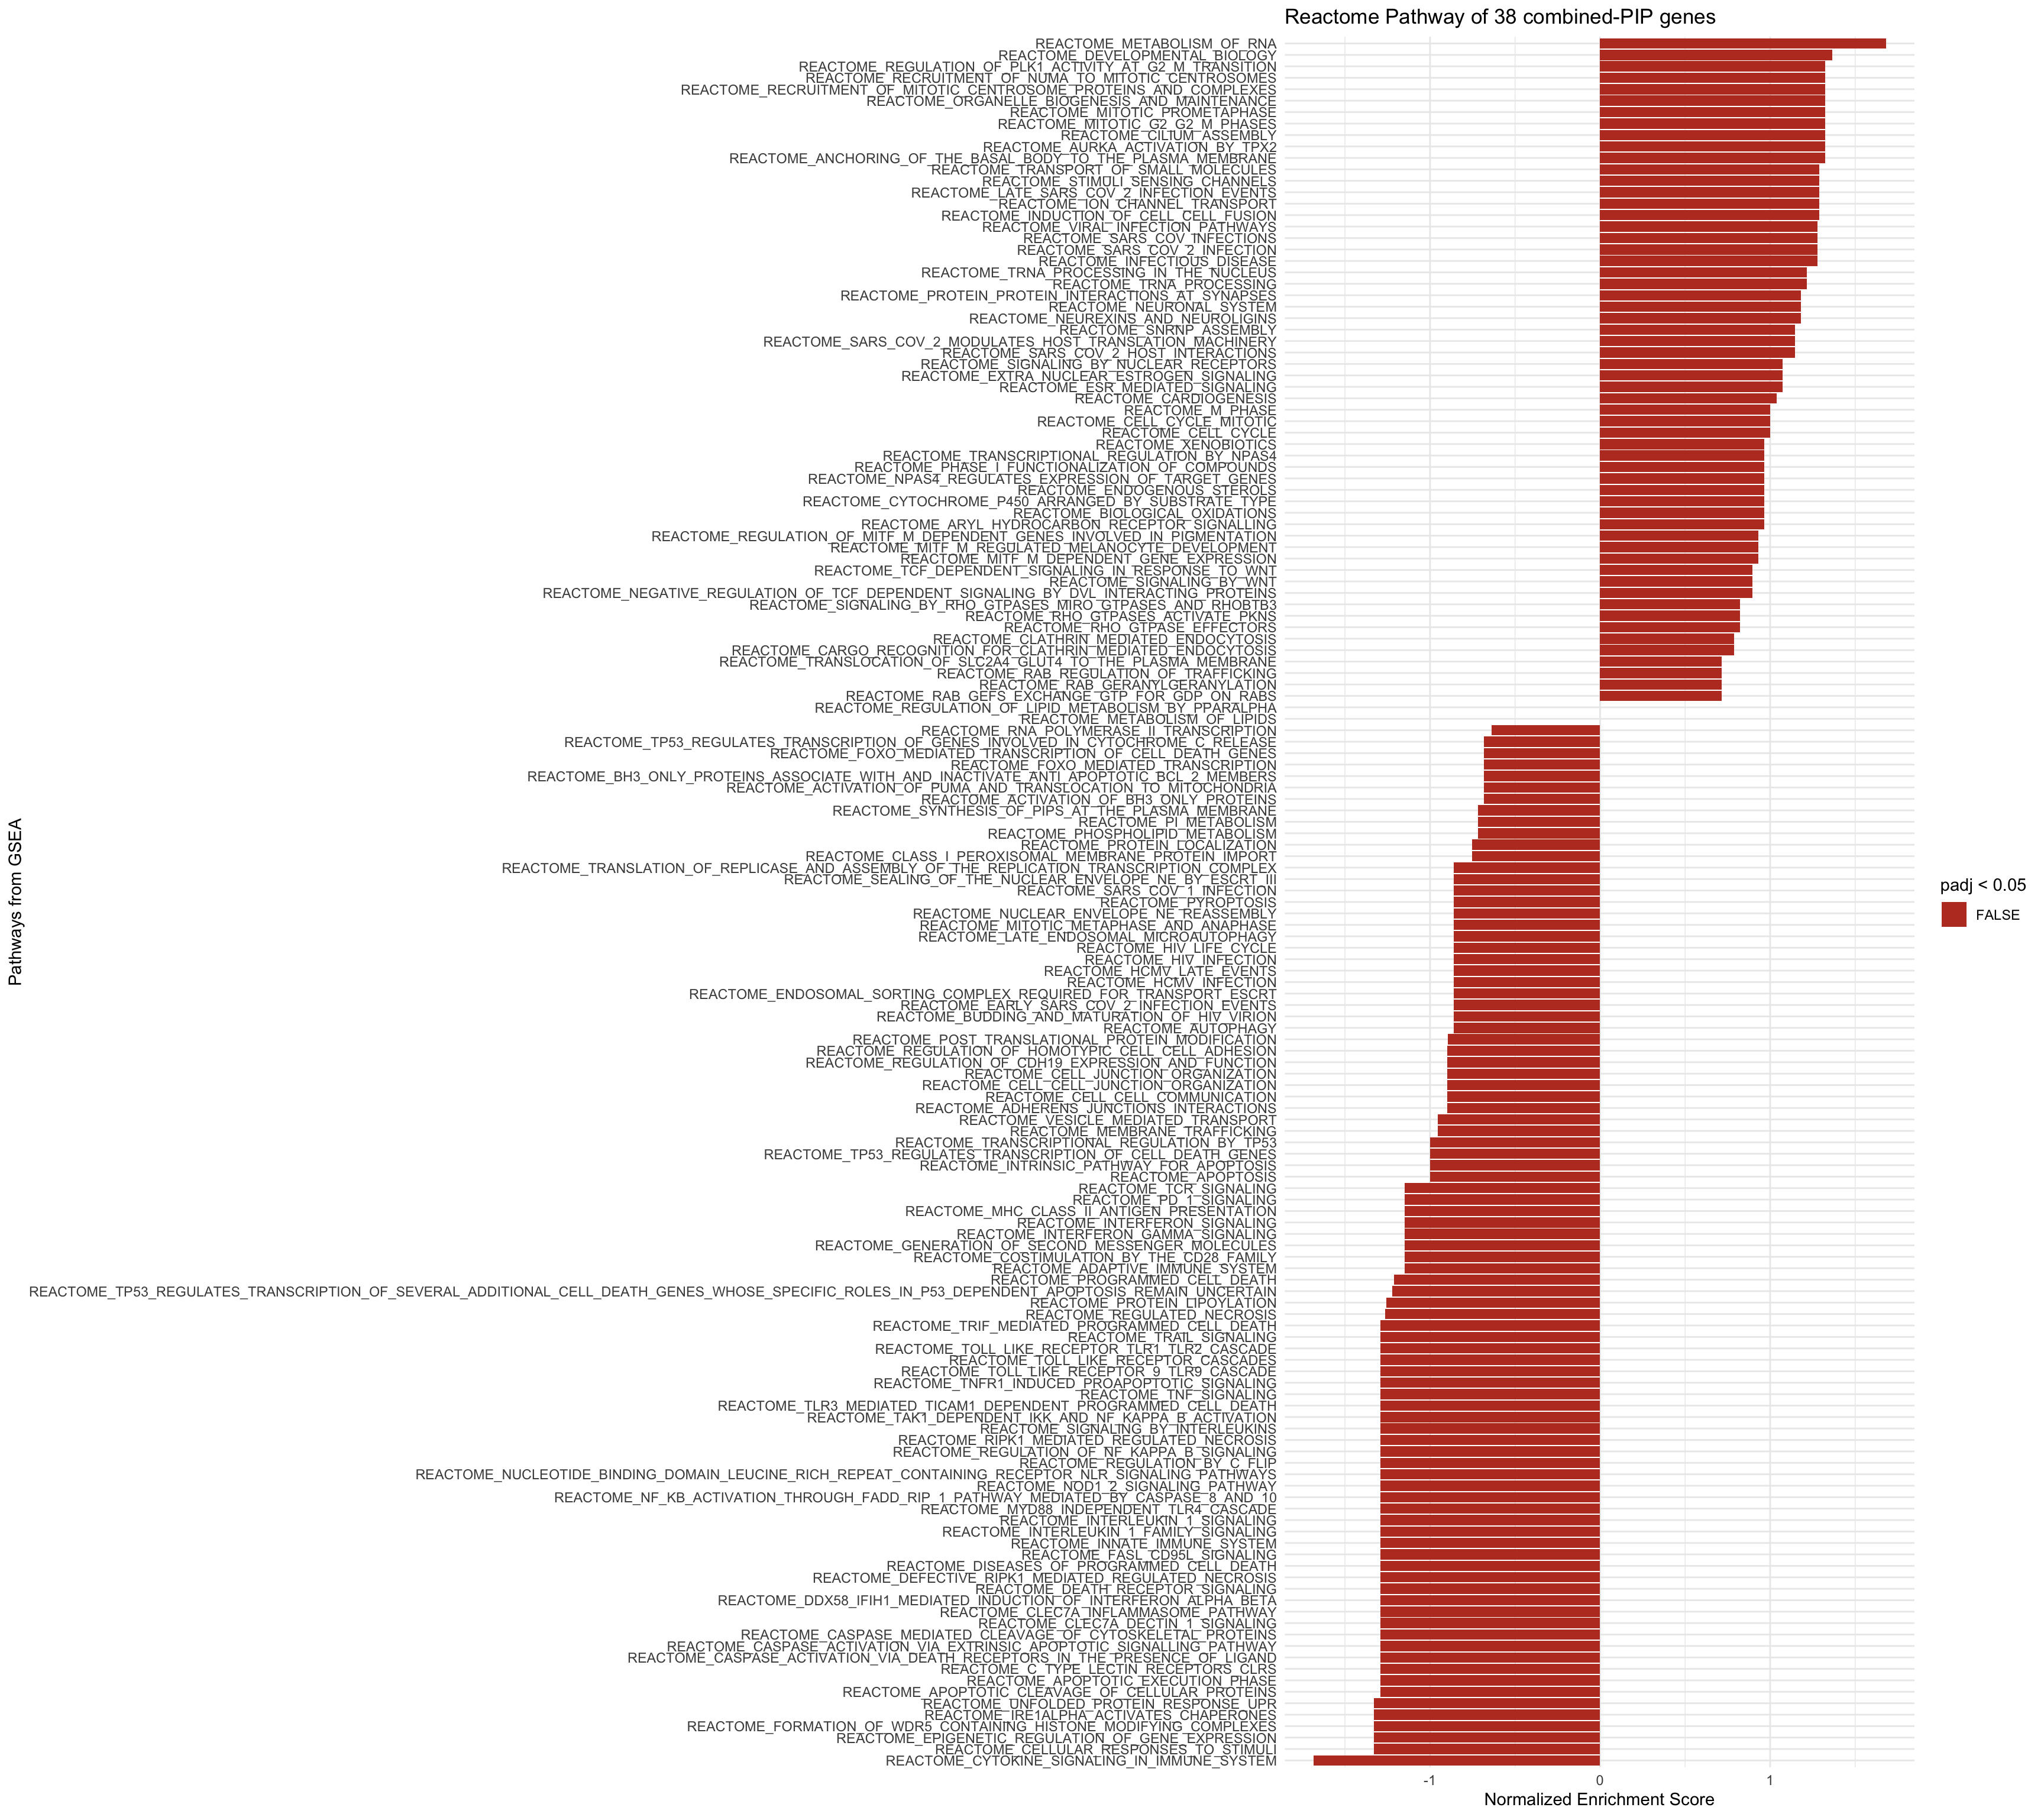 Reactome Pathway of 38 combined-PIP genes
REACTOME_METABOLISM_OF_RNA
REACTOME_DEVELOPMENTAL_BIOLOGY
REACTOME_REGULATION_OF_PLK1_ACTIVITY_AT_G2_M_TRANSITION
REACTOME_RECRUITMENT_OF_NUMA_TO_MITOTIC_CENTROSOMES
REACTOME_RECRUITMENT_OF_MITOTIC_CENTROSOME_PROTEINS_AND_COMPLEXES
REACTOME_ORGANELLE_BIOGENESIS_AND_MAINTENANCE
REACTOME_MITOTIC_PROMETAPHASE
REACTOME_MITOTIC_G2_G2_M_PHASES
REACTOME_CILIUM_ASSEMBLY
REACTOME_AURKA_ACTIVATION_BY_TPX2
REACTOME_ANCHORING_OF_THE_BASAL_BODY_TO_THE_PLASMA_MEMBRANE
REACTOME_TRANSPORT_OF_SMALL_MOLECULES
REACTOME_STIMULI_SENSING_CHANNELS
REACTOME_LATE_SARS_COV_2_INFECTION_EVENTS
REACTOME_ION_CHANNEL_TRANSPORT
REACTOME_INDUCTION_OF_CELL_CELL_FUSION
REACTOME_VIRAL_INFECTION_PATHWAYS
REACTOME_SARS_COV_INFECTIONS
REACTOME_SARS_COV_2_INFECTION
REACTOME_INFECTIOUS_DISEASE
REACTOME_TRNA_PROCESSING_IN_THE_NUCLEUS
REACTOME_TRNA_PROCESSING
REACTOME_PROTEIN_PROTEIN_INTERACTIONS_AT_SYNAPSES
REACTOME_NEURONAL_SYSTEM
REACTOME_NEUREXINS_AND_NEUROLIGINS
REACTOME_SNRNP_ASSEMBLY
REACTOME_SARS_COV_2_MODULATES_HOST_TRANSLATION_MACHINERY
REACTOME_SARS_COV_2_HOST_INTERACTIONS
REACTOME_SIGNALING_BY_NUCLEAR_RECEPTORS
REACTOME_EXTRA_NUCLEAR_ESTROGEN_SIGNALING
REACTOME_ESR_MEDIATED_SIGNALING
REACTOME_CARDIOGENESIS
REACTOME_M_PHASE
REACTOME_CELL_CYCLE_MITOTIC
REACTOME_CELL_CYCLE
REACTOME_XENOBIOTICS
REACTOME_TRANSCRIPTIONAL_REGULATION_BY_NPAS4
REACTOME_PHASE_I_FUNCTIONALIZATION_OF_COMPOUNDS
REACTOME_NPAS4_REGULATES_EXPRESSION_OF_TARGET_GENES
REACTOME_ENDOGENOUS_STEROLS
REACTOME_CYTOCHROME_P450_ARRANGED_BY_SUBSTRATE_TYPE
REACTOME_BIOLOGICAL_OXIDATIONS
REACTOME_ARYL_HYDROCARBON_RECEPTOR_SIGNALLING
REACTOME_REGULATION_OF_MITF_M_DEPENDENT_GENES_INVOLVED_IN_PIGMENTATION
REACTOME_MITF_M_REGULATED_MELANOCYTE_DEVELOPMENT
REACTOME_MITF_M_DEPENDENT_GENE_EXPRESSION
REACTOME_TCF_DEPENDENT_SIGNALING_IN_RESPONSE_TO_WNT
REACTOME_SIGNALING_BY_WNT
REACTOME_NEGATIVE_REGULATION_OF_TCF_DEPENDENT_SIGNALING_BY_DVL_INTERACTING_PROTEINS
REACTOME_SIGNALING_BY_RHO_GTPASES_MIRO_GTPASES_AND_RHOBTB3
REACTOME_RHO_GTPASES_ACTIVATE_PKNS
REACTOME_RHO_GTPASE_EFFECTORS
REACTOME_CLATHRIN_MEDIATED_ENDOCYTOSIS
REACTOME_CARGO_RECOGNITION_FOR_CLATHRIN_MEDIATED_ENDOCYTOSIS
REACTOME_TRANSLOCATION_OF_SLC2A4_GLUT4_TO_THE_PLASMA_MEMBRANE
REACTOME_RAB_REGULATION_OF_TRAFFICKING
REACTOME_RAB_GERANYLGERANYLATION
REACTOME_RAB_GEFS_EXCHANGE_GTP_FOR_GDP_ON_RABS
REACTOME_REGULATION_OF_LIPID_METABOLISM_BY_PPARALPHA
REACTOME_METABOLISM_OF_LIPIDS
REACTOME_RNA_POLYMERASE_II_TRANSCRIPTION
REACTOME_TP53_REGULATES_TRANSCRIPTION_OF_GENES_INVOLVED_IN_CYTOCHROME_C_RELEASE
REACTOME_FOXO_MEDIATED_TRANSCRIPTION_OF_CELL_DEATH_GENES
REACTOME_FOXO_MEDIATED_TRANSCRIPTION
REACTOME_BH3_ONLY_PROTEINS_ASSOCIATE_WITH_AND_INACTIVATE_ANTI_APOPTOTIC_BCL_2_MEMBERS
REACTOME_ACTIVATION_OF_PUMA_AND_TRANSLOCATION_TO_MITOCHONDRIA
REACTOME_ACTIVATION_OF_BH3_ONLY_PROTEINS
REACTOME_SYNTHESIS_OF_PIPS_AT_THE_PLASMA_MEMBRANE
REACTOME_PI_METABOLISM
REACTOME_PHOSPHOLIPID_METABOLISM
REACTOME_PROTEIN_LOCALIZATION
REACTOME_CLASS_I_PEROXISOMAL_MEMBRANE_PROTEIN_IMPORT
REACTOME_TRANSLATION_OF_REPLICASE_AND_ASSEMBLY_OF_THE_REPLICATION_TRANSCRIPTION_COMPLEX
REACTOME_SEALING_OF_THE_NUCLEAR_ENVELOPE_NE_BY_ESCRT_III
REACTOME_SARS_COV_1_INFECTION
REACTOME_PYROPTOSIS
REACTOME_NUCLEAR_ENVELOPE_NE_REASSEMBLY
REACTOME_MITOTIC_METAPHASE_AND_ANAPHASE
REACTOME_LATE_ENDOSOMAL_MICROAUTOPHAGY
REACTOME_HIV_LIFE_CYCLE
REACTOME_HIV_INFECTION
REACTOME_HCMV_LATE_EVENTS
REACTOME_HCMV_INFECTION
REACTOME_ENDOSOMAL_SORTING_COMPLEX_REQUIRED_FOR_TRANSPORT_ESCRT
REACTOME_EARLY_SARS_COV_2_INFECTION_EVENTS
REACTOME_BUDDING_AND_MATURATION_OF_HIV_VIRION
REACTOME_AUTOPHAGY
REACTOME_POST_TRANSLATIONAL_PROTEIN_MODIFICATION
REACTOME_REGULATION_OF_HOMOTYPIC_CELL_CELL_ADHESION
REACTOME_REGULATION_OF_CDH19_EXPRESSION_AND_FUNCTION
REACTOME_CELL_JUNCTION_ORGANIZATION
REACTOME_CELL_CELL_JUNCTION_ORGANIZATION
REACTOME_CELL_CELL_COMMUNICATION
REACTOME_ADHERENS_JUNCTIONS_INTERACTIONS
REACTOME_VESICLE_MEDIATED_TRANSPORT
REACTOME_MEMBRANE_TRAFFICKING
REACTOME_TRANSCRIPTIONAL_REGULATION_BY_TP53
REACTOME_TP53_REGULATES_TRANSCRIPTION_OF_CELL_DEATH_GENES
REACTOME_INTRINSIC_PATHWAY_FOR_APOPTOSIS
REACTOME_APOPTOSIS
REACTOME_TCR_SIGNALING
REACTOME_PD_1_SIGNALING
REACTOME_MHC_CLASS_II_ANTIGEN_PRESENTATION
REACTOME_INTERFERON_SIGNALING
REACTOME_INTERFERON_GAMMA_SIGNALING
REACTOME_GENERATION_OF_SECOND_MESSENGER_MOLECULES
REACTOME_COSTIMULATION_BY_THE_CD28_FAMILY
REACTOME_ADAPTIVE_IMMUNE_SYSTEM
REACTOME_PROGRAMMED_CELL_DEATH
REACTOME_TP53_REGULATES_TRANSCRIPTION_OF_SEVERAL_ADDITIONAL_CELL_DEATH_GENES_WHOSE_SPECIFIC_ROLES_IN_P53_DEPENDENT_APOPTOSIS_REMAIN_UNCERTAIN
REACTOME_PROTEIN_LIPOYLATION
REACTOME_REGULATED_NECROSIS
REACTOME_TRIF_MEDIATED_PROGRAMMED_CELL_DEATH
REACTOME_TRAIL_SIGNALING
REACTOME_TOLL_LIKE_RECEPTOR_TLR1_TLR2_CASCADE
REACTOME_TOLL_LIKE_RECEPTOR_CASCADES
REACTOME_TOLL_LIKE_RECEPTOR_9_TLR9_CASCADE
REACTOME_TNFR1_INDUCED_PROAPOPTOTIC_SIGNALING
REACTOME_TNF_SIGNALING
REACTOME_TLR3_MEDIATED_TICAM1_DEPENDENT_PROGRAMMED_CELL_DEATH
REACTOME_TAK1_DEPENDENT_IKK_AND_NF_KAPPA_B_ACTIVATION
REACTOME_SIGNALING_BY_INTERLEUKINS
REACTOME_RIPK1_MEDIATED_REGULATED_NECROSIS
REACTOME_REGULATION_OF_NF_KAPPA_B_SIGNALING
REACTOME_REGULATION_BY_C_FLIP
REACTOME_NUCLEOTIDE_BINDING_DOMAIN_LEUCINE_RICH_REPEAT_CONTAINING_RECEPTOR_NLR_SIGNALING_PATHWAYS
REACTOME_NOD1_2_SIGNALING_PATHWAY
REACTOME_NF_KB_ACTIVATION_THROUGH_FADD_RIP_1_PATHWAY_MEDIATED_BY_CASPASE_8_AND_10
REACTOME_MYD88_INDEPENDENT_TLR4_CASCADE
REACTOME_INTERLEUKIN_1_SIGNALING
REACTOME_INTERLEUKIN_1_FAMILY_SIGNALING
REACTOME_INNATE_IMMUNE_SYSTEM
REACTOME_FASL_CD95L_SIGNALING
REACTOME_DISEASES_OF_PROGRAMMED_CELL_DEATH
REACTOME_DEFECTIVE_RIPK1_MEDIATED_REGULATED_NECROSIS
REACTOME_DEATH_RECEPTOR_SIGNALING
REACTOME_DDX58_IFIH1_MEDIATED_INDUCTION_OF_INTERFERON_ALPHA_BETA
REACTOME_CLEC7A_INFLAMMASOME_PATHWAY
REACTOME_CLEC7A_DECTIN_1_SIGNALING
REACTOME_CASPASE_MEDIATED_CLEAVAGE_OF_CYTOSKELETAL_PROTEINS
REACTOME_CASPASE_ACTIVATION_VIA_EXTRINSIC_APOPTOTIC_SIGNALLING_PATHWAY
REACTOME_CASPASE_ACTIVATION_VIA_DEATH_RECEPTORS_IN_THE_PRESENCE_OF_LIGAND
REACTOME_C_TYPE_LECTIN_RECEPTORS_CLRS
REACTOME_APOPTOTIC_EXECUTION_PHASE
REACTOME_APOPTOTIC_CLEAVAGE_OF_CELLULAR_PROTEINS
REACTOME_UNFOLDED_PROTEIN_RESPONSE_UPR
REACTOME_IRE1ALPHA_ACTIVATES_CHAPERONES
REACTOME_FORMATION_OF_WDR5_CONTAINING_HISTONE_MODIFYING_COMPLEXES
REACTOME_EPIGENETIC_REGULATION_OF_GENE_EXPRESSION
REACTOME_CELLULAR_RESPONSES_TO_STIMULI
REACTOME_CYTOKINE_SIGNALING_IN_IMMUNE_SYSTEM
Pathways from GSEA
-1 0 1
Normalized Enrichment Score
padj < 0.05
FALSE